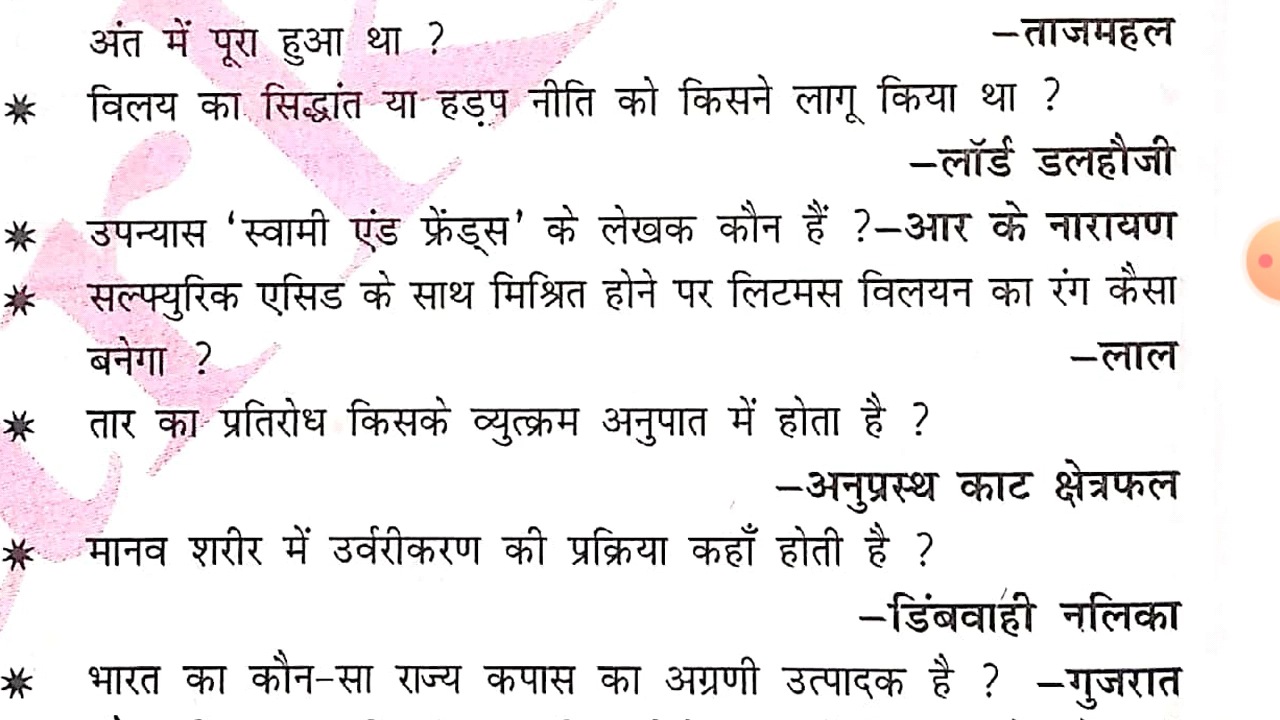 अंत में पूरा हुआ था ? –ताजमहल
✷ विलय का सिद्धांत या हड़प नीति को किसने लागू किया था ?
–लॉर्ड डलहौजी
✷ उपन्यास ‘स्वामी एंड फ्रेंड्स’ के लेखक कौन हैं ?–आर के नारायण
✷ सल्फ्युरिक एसिड के साथ मिश्रित होने पर लिटमस विलयन का रंग कैसा
बनेगा ? –लाल
✷ तार का प्रतिरोध किसके व्युत्क्रम अनुपात में होता है ?
–अनुप्रस्थ काट क्षेत्रफल
✷ मानव शरीर में उर्वरीकरण की प्रक्रिया कहाँ होती है ?
–डिंबवाही नलिका
✷ भारत का कौन-सा राज्य कपास का अग्रणी उत्पादक है ? –गुजरात